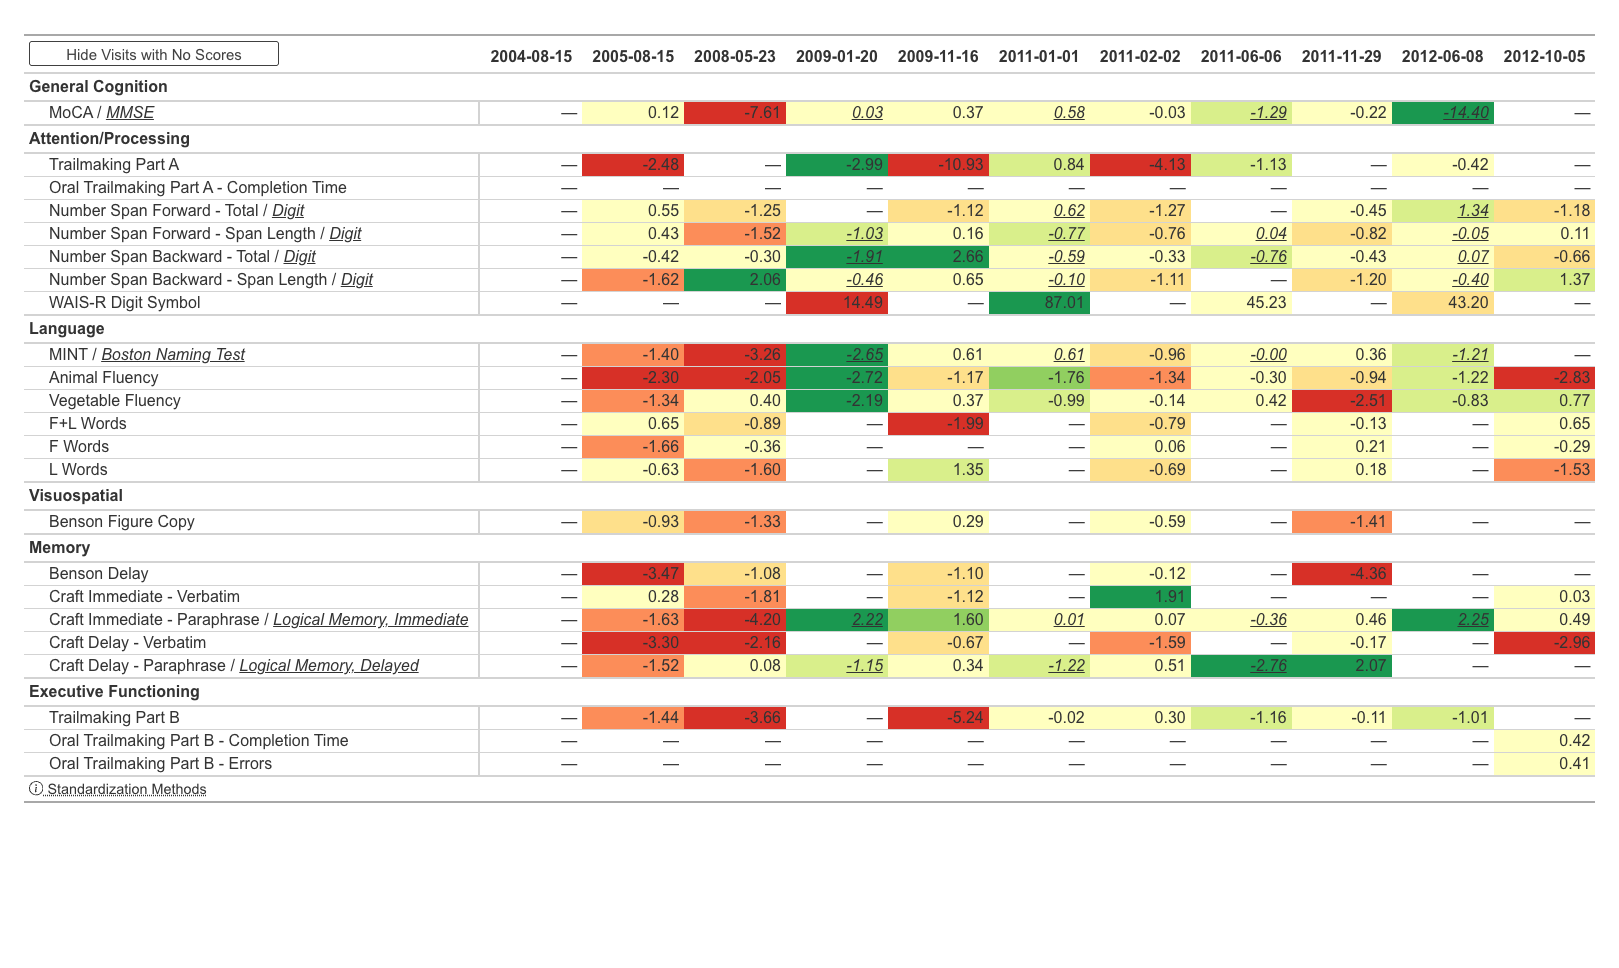 Hide Visits with No Scores 2004-08-15 2005-08-15 2008-05-23 2009-01-20 2009-11-16 2011-01-01 2011-02-02 2011-06-06 2011-11-29 2012-06-08 2012-10-05
General Cognition
MoCA / MMSE — 0.12 -7.61 0.03 0.37 0.58 -0.03 -1.29 -0.22 -14.40 —
Attention/Processing
Trailmaking Part A — -2.48 — -2.99 -10.93 0.84 -4.13 -1.13 — -0.42 —
Oral Trailmaking Part A - Completion Time — — — — — — — — — — —
Number Span Forward - Total / Digit — 0.55 -1.25 — -1.12 0.62 -1.27 — -0.45 1.34 -1.18
Number Span Forward - Span Length / Digit — 0.43 -1.52 -1.03 0.16 -0.77 -0.76 0.04 -0.82 -0.05 0.11
Number Span Backward - Total / Digit — -0.42 -0.30 -1.91 2.66 -0.59 -0.33 -0.76 -0.43 0.07 -0.66
Number Span Backward - Span Length / Digit — -1.62 2.06 -0.46 0.65 -0.10 -1.11 — -1.20 -0.40 1.37
WAIS-R Digit Symbol — — — 14.49 — 87.01 — 45.23 — 43.20 —
Language
MINT / Boston Naming Test — -1.40 -3.26 -2.65 0.61 0.61 -0.96 -0.00 0.36 -1.21 —
Animal Fluency — -2.30 -2.05 -2.72 -1.17 -1.76 -1.34 -0.30 -0.94 -1.22 -2.83
Vegetable Fluency — -1.34 0.40 -2.19 0.37 -0.99 -0.14 0.42 -2.51 -0.83 0.77
F+L Words — 0.65 -0.89 — -1.99 — -0.79 — -0.13 — 0.65
F Words — -1.66 -0.36 — — — 0.06 — 0.21 — -0.29
L Words — -0.63 -1.60 — 1.35 — -0.69 — 0.18 — -1.53
Visuospatial
Benson Figure Copy — -0.93 -1.33 — 0.29 — -0.59 — -1.41 — —
Memory
Benson Delay — -3.47 -1.08 — -1.10 — -0.12 — -4.36 — —
Craft Immediate - Verbatim — 0.28 -1.81 — -1.12 — 1.91 — — — 0.03
Craft Immediate - Paraphrase / Logical Memory, Immediate — -1.63 -4.20 2.22 1.60 0.01 0.07 -0.36 0.46 2.25 0.49
Craft Delay - Verbatim — -3.30 -2.16 — -0.67 — -1.59 — -0.17 — -2.96
Craft Delay - Paraphrase / Logical Memory, Delayed — -1.52 0.08 -1.15 0.34 -1.22 0.51 -2.76 2.07 — —
Executive Functioning
Trailmaking Part B — -1.44 -3.66 — -5.24 -0.02 0.30 -1.16 -0.11 -1.01 —
Oral Trailmaking Part B - Completion Time — — — — — — — — — — 0.42
Oral Trailmaking Part B - Errors — — — — — — — — — — 0.41
Standardization Methods